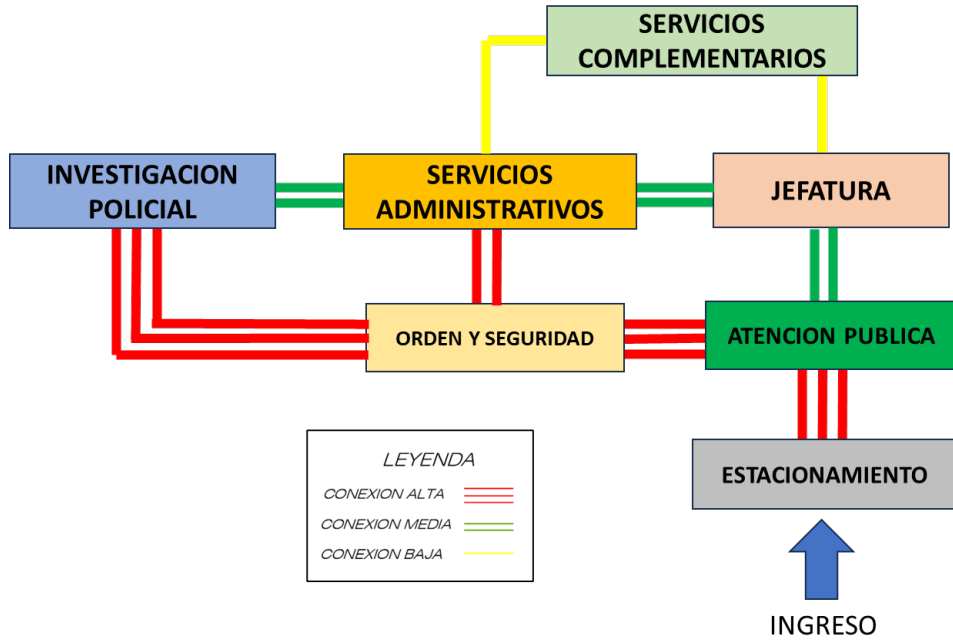 SERVICIOS
COMPLEMENTARIOS
INVESTIGACION
POLICIAL
SERVICIOS
ADMINISTRATIVOS
JEFATURA
ORDEN Y SEGURIDAD
ATENCION PUBLICA
ESTACIONAMIENTO
LEYENDA
CONEXION ALTA
CONEXION MEDIA
CONEXION BAJA
INGRESO